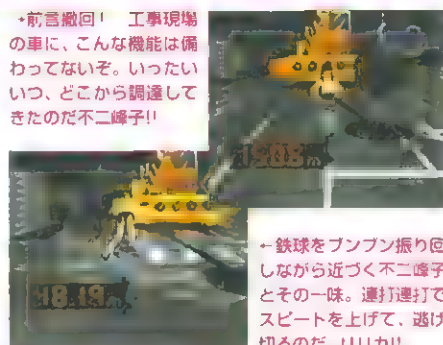 ←前言撤回! 工事現場
の車に、こんな機能は備
わってないぞ。いったい
いつ、どこから調達して
きたのだ不二峰子!!
←鉄球をブンブン振り回
しながら近づく不二峰子
とその一味。連打連打で
スピードを上げて、逃げ
切るのだ